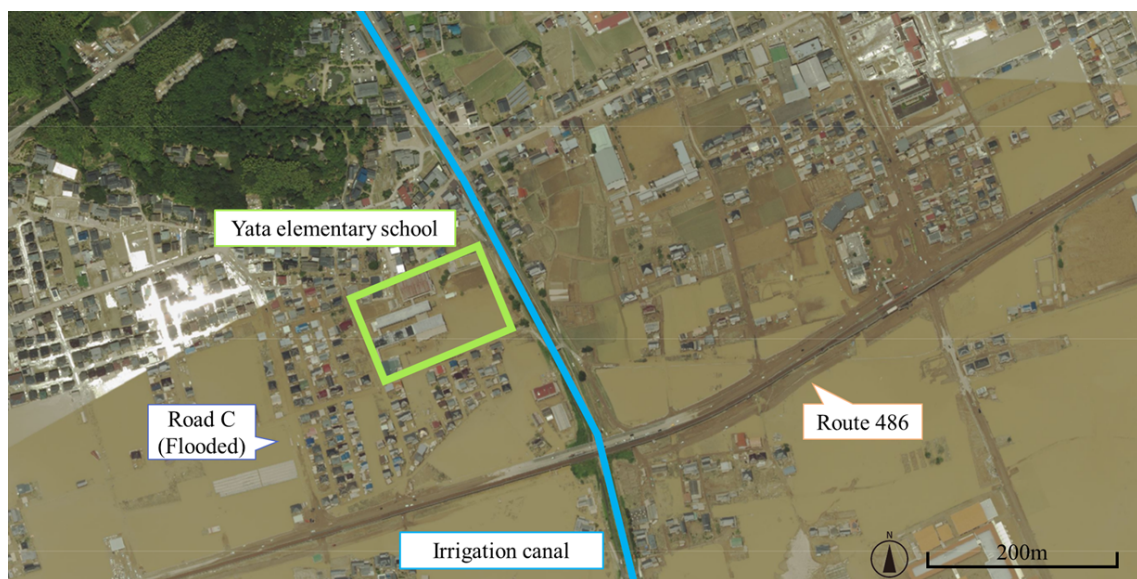 Yata elementary school
Road C
(Flooded)
Route 486
Irrigation canal
N
200m